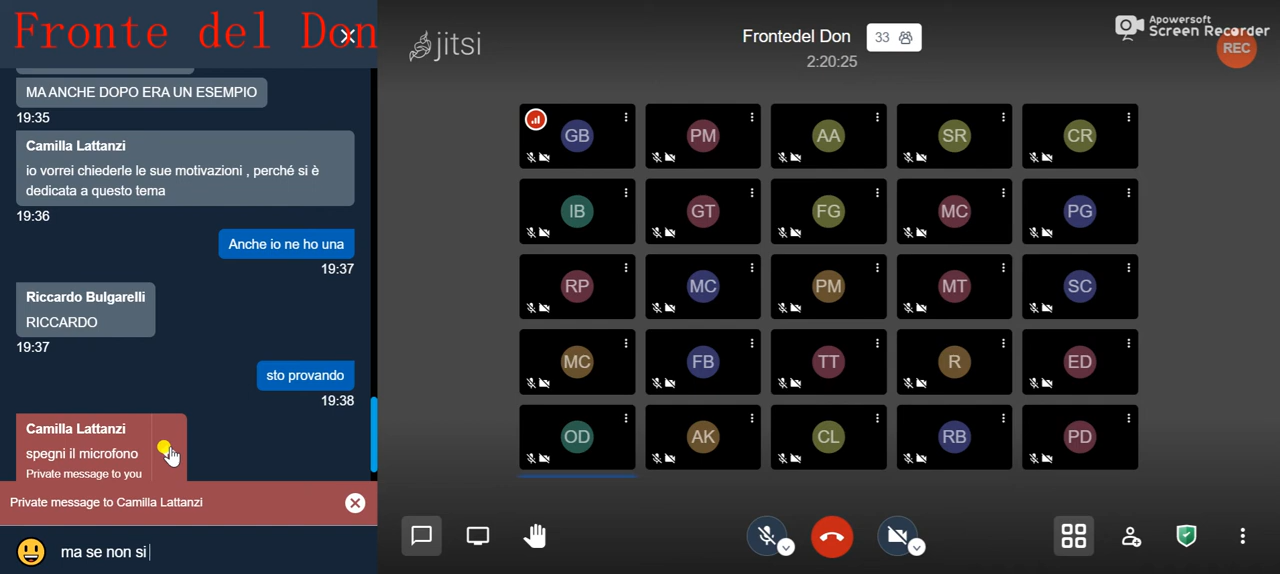 Fronte del Don
MA ANCHE DOPO ERA UN ESEMPIO
19:35
Camilla Lattanzi
io vorrei chiederle le sue motivazioni , perché si è
dedicata a questo tema
19:36
Anche io ne ho una
19:37
Riccardo Bulgarelli
RICCARDO
19:37
sto provando
19:38
Camilla Lattanzi
spegni il microfono
Private message to you
Private message to Camilla Lattanzi
ma se non si
jitsi
Frontedel Don
33
2:20:25
Apowersoft
Screen Recorder
REC
GB PM AA SR CR
IB GT FG MC PG
RP MC PM MT SC
MC FB TT R ED
OD AK CL RB PD